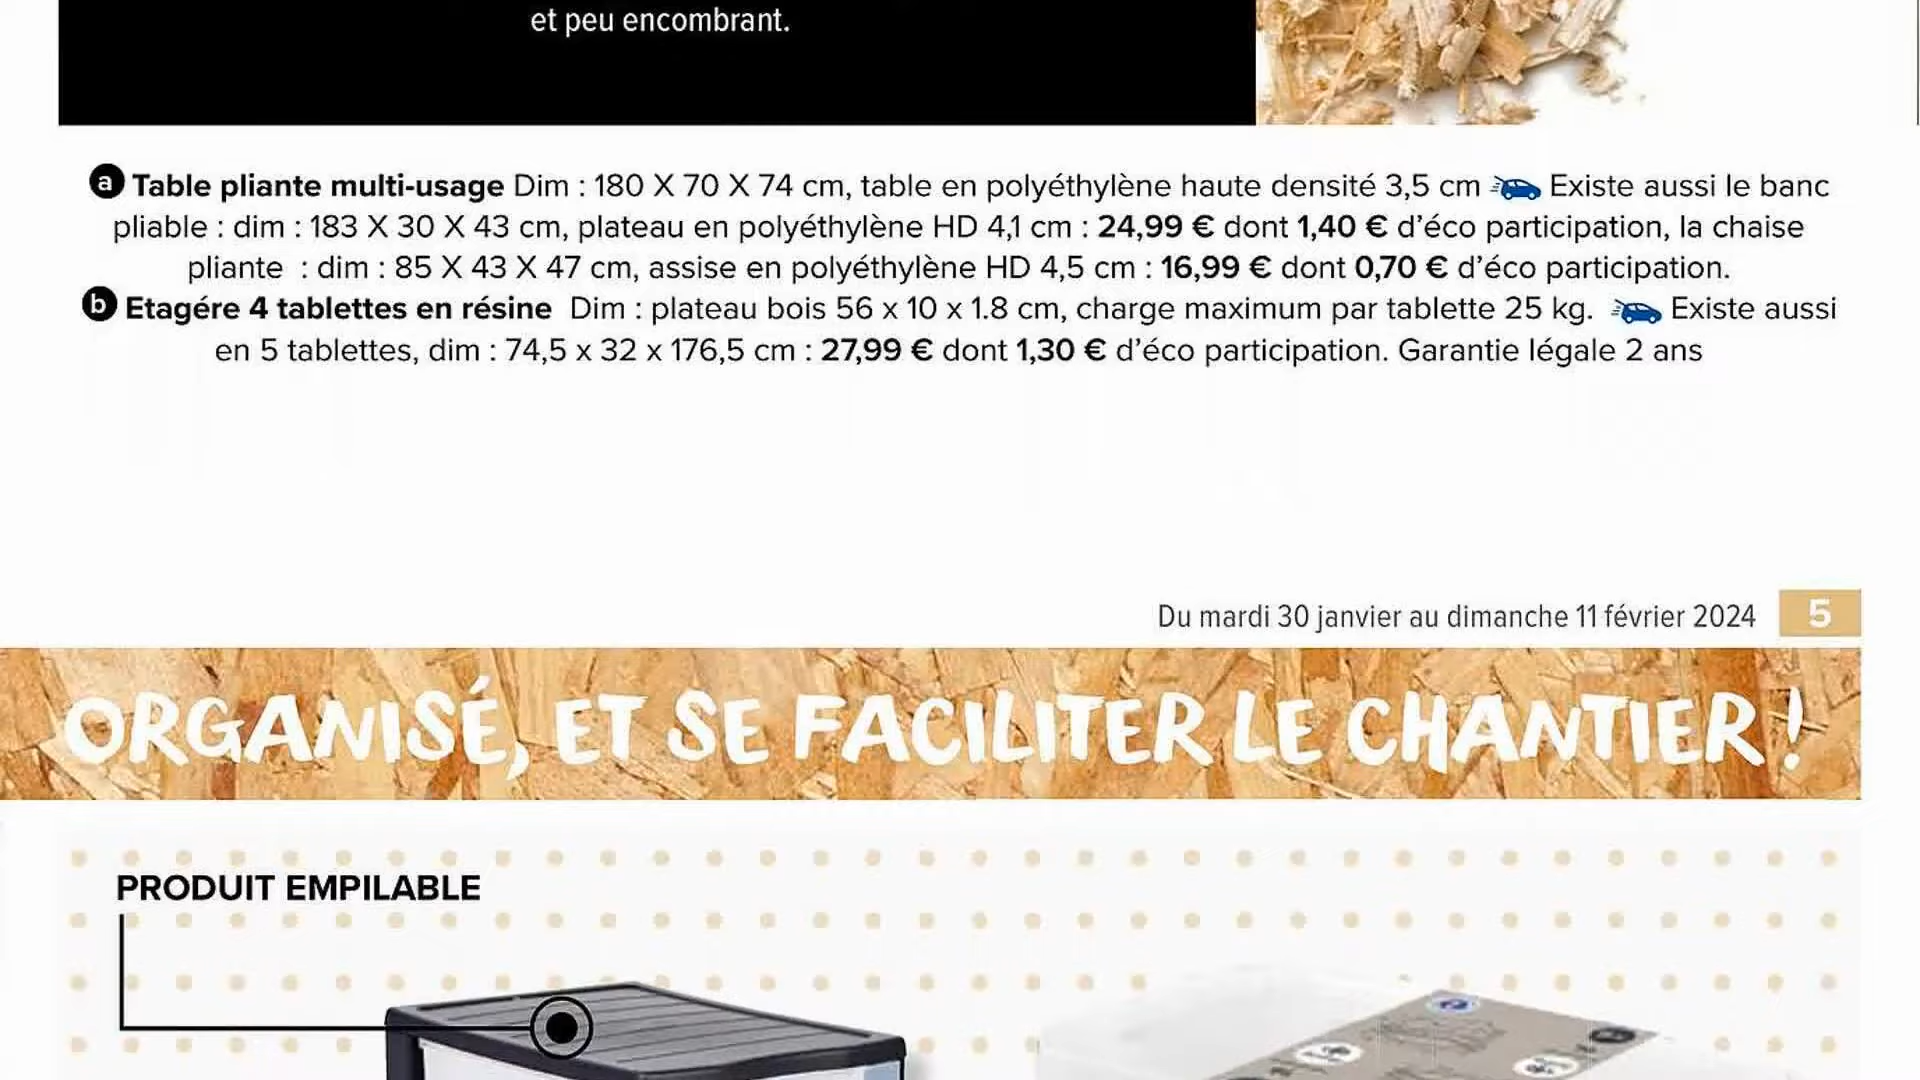 et peu encombrant.
a Table pliante multi-usage Dim : 180 X 70 X 74 cm, table en polyéthylène haute densité 3,5 cm Existe aussi le banc
pliable : dim : 183 X 30 X 43 cm, plateau en polyéthylène HD 4,1 cm : 24,99 € dont 1,40 € d’éco participation, la chaise
pliante : dim : 85 X 43 X 47 cm, assise en polyéthylène HD 4,5 cm : 16,99 € dont 0,70 € d’éco participation.
b Etagére 4 tablettes en résine Dim : plateau bois 56 x 10 x 1.8 cm, charge maximum par tablette 25 kg. Existe aussi
en 5 tablettes, dim : 74,5 x 32 x 176,5 cm : 27,99 € dont 1,30 € d’éco participation. Garantie légale 2 ans
Du mardi 30 janvier au dimanche 11 février 2024 5
ORGANISÉ, ET SE FACILITER LE CHANTIER !
PRODUIT EMPILABLE